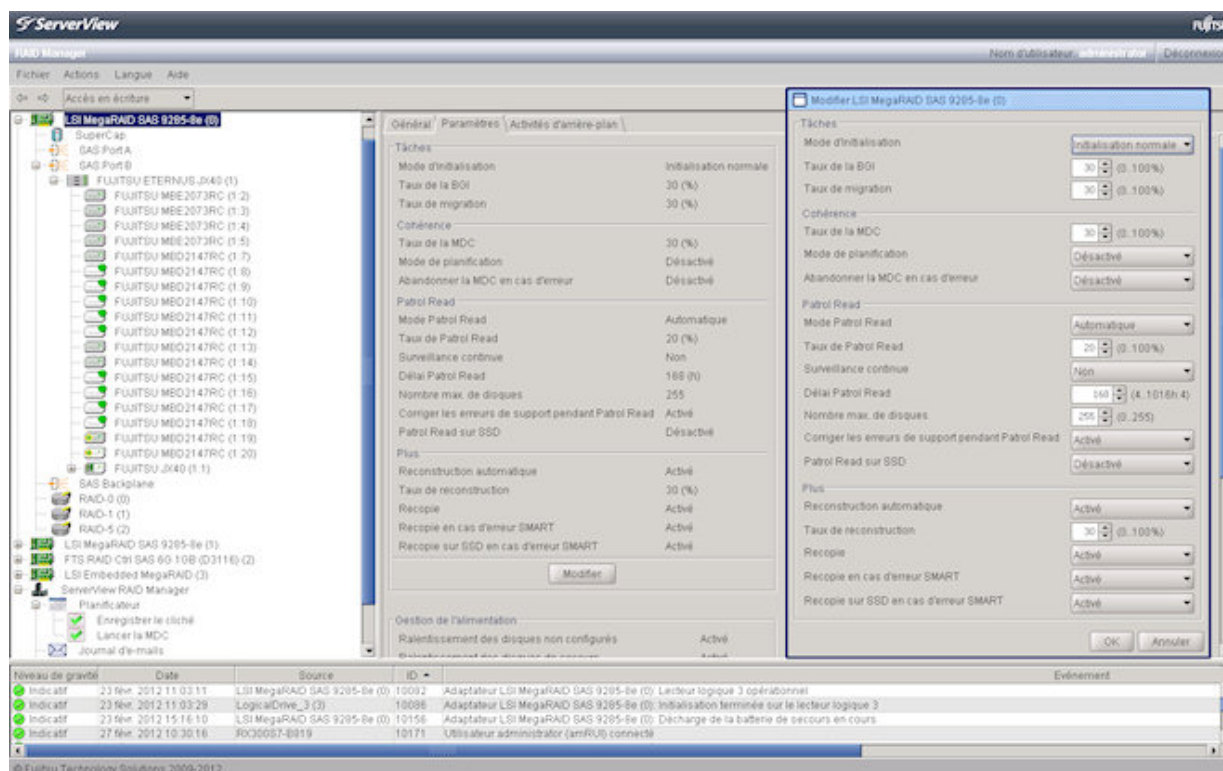 ServerView
RAID Manager
Nom d'utilisateur: administrator
Fichier Actions Langue Aide
Accès en écriture
LSI MegaRAID SAS 9285-8e (0)
SuperCap
SAS Port A
SAS Port B
FUJITSU ETERNUS JX40 (1)
FUJITSU MBE2073RC (1:2)
FUJITSU MBE2073RC (1:3)
FUJITSU MBE2073RC (1:4)
FUJITSU MBE2073RC (1:5)
FUJITSU MBD2147RC (1:7)
FUJITSU MBD2147RC (1:8)
FUJITSU MBD2147RC (1:9)
FUJITSU MBD2147RC (1:10)
FUJITSU MBD2147RC (1:11)
FUJITSU MBD2147RC (1:12)
FUJITSU MBD2147RC (1:13)
FUJITSU MBD2147RC (1:14)
FUJITSU MBD2147RC (1:15)
FUJITSU MBD2147RC (1:16)
FUJITSU MBD2147RC (1:17)
FUJITSU MBD2147RC (1:18)
FUJITSU MBD2147RC (1:19)
FUJITSU MBD2147RC (1:20)
FUJITSU JX40 (1:1)
SAS Backplane
RAID-0 (0)
RAID-1 (1)
RAID-5 (2)
LSI MegaRAID SAS 9285-8e (1)
FTS RAID Ctrl SAS 6G 1GB (D3116) (2)
LSI Embedded MegaRAID (3)
ServerView RAID Manager
Planificateur
Enregistrer le cliché
Lancer la MDC
Journal d'e-mails
Général Paramètres Activités d'arrière-plan
Tâches
Mode d'initialisation Initialisation normale
Taux de la BGI 30 (%)
Taux de migration 30 (%)
Cohérence
Taux de la MDC 30 (%)
Mode de planification Désactivé
Abandonner la MDC en cas d'erreur Désactivé
Patrol Read
Mode Patrol Read Automatique
Taux de Patrol Read 20 (%)
Surveillance continue Non
Délai Patrol Read 168 (h)
Nombre max. de disques 255
Corriger les erreurs de support pendant Patrol Read Activé
Patrol Read sur SSD Désactivé
Plus
Reconstruction automatique Activé
Taux de reconstruction 30 (%)
Recopie Activé
Recopie en cas d'erreur SMART Activé
Recopie sur SSD en cas d'erreur SMART Activé
Modifier
Gestion de l'alimentation
Ralentissement des disques non configurés Activé
Ralentissement des disques de secours Activé
Modifier LSI MegaRAID SAS 9285-8e (0)
Tâches
Mode d'initialisation Initialisation normale
Taux de la BGI 30 (0..100%)
Taux de migration 30 (0..100%)
Cohérence
Taux de la MDC 30 (0..100%)
Mode de planification Désactivé
Abandonner la MDC en cas d'erreur Désactivé
Patrol Read
Mode Patrol Read Automatique
Taux de Patrol Read 20 (0..100%)
Surveillance continue Non
Délai Patrol Read 168 (4..1016h:4)
Nombre max. de disques 255 (0..255)
Corriger les erreurs de support pendant Patrol Read Activé
Patrol Read sur SSD Désactivé
Plus
Reconstruction automatique Activé
Taux de reconstruction 30 (0..100%)
Recopie Activé
Recopie en cas d'erreur SMART Activé
Recopie sur SSD en cas d'erreur SMART Activé
OK Annuler
Niveau de gravité Date Source ID Evénement
Indicatif 23 févr. 2012 11:03:11 LSI MegaRAID SAS 9285-8e (0) 10082 Adaptateur LSI MegaRAID SAS 9285-8e (0): Lecteur logique 3 opérationnel
Indicatif 23 févr. 2012 11:03:29 LogicalDrive_3 (3) 10086 Adaptateur LSI MegaRAID SAS 9285-8e (0): Initialisation terminée sur le lecteur logique 3
Indicatif 23 févr. 2012 15:16:10 LSI MegaRAID SAS 9285-8e (0) 10156 Adaptateur LSI MegaRAID SAS 9285-8e (0): Décharge de la batterie de secours en cours
Indicatif 27 févr. 2012 10:30:16 RX300S7-B819 10171 Utilisateur administrator (amRUI) connecté
© Fujitsu Technology Solutions 2009-2012